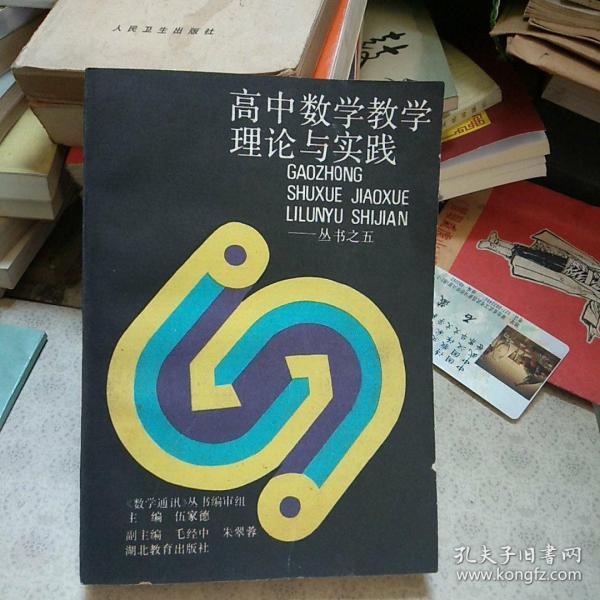 人民卫生出版社
高中数学教学
理论与实践
GAOZHONG
SHUXUE JIAOXUE
LILUNYU SHIJIAN
——丛书之五
《数学通讯》丛书编审组
主 编 伍家德
副主编 毛经中 朱翠蓉
湖北教育出版社
孔夫子旧书网
www.kongfz.com